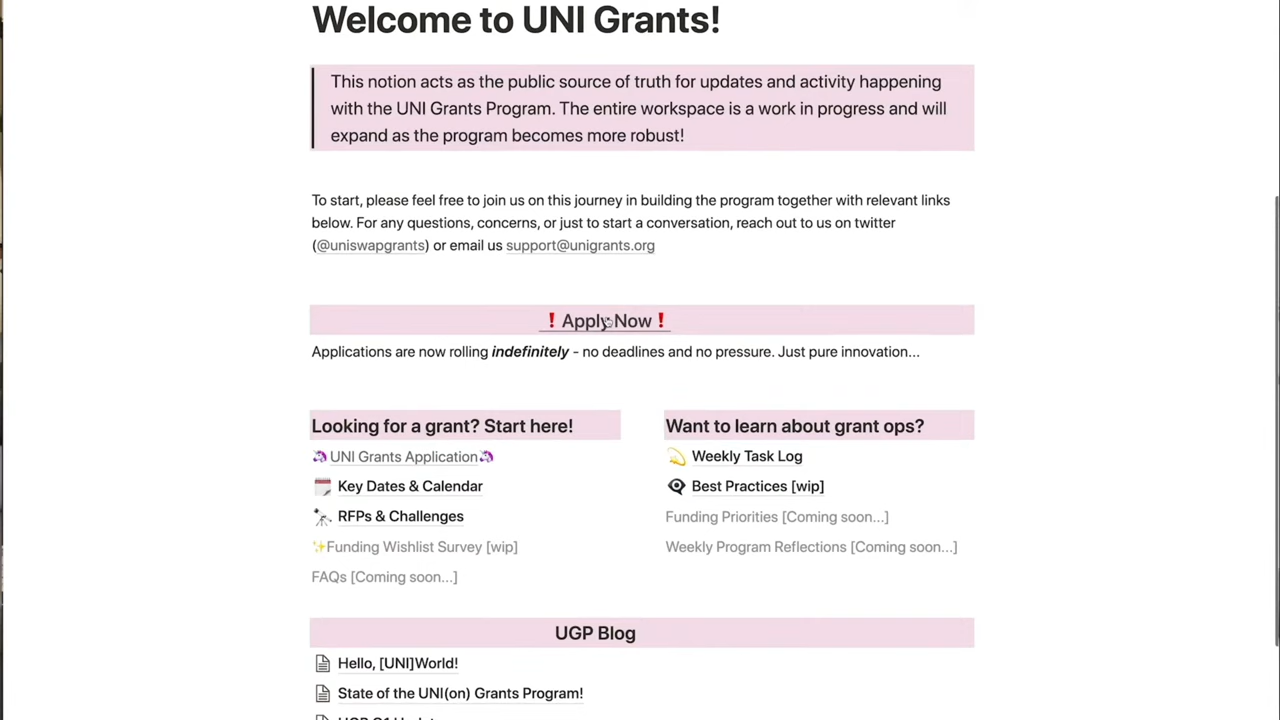 Welcome to UNI Grants!
This notion acts as the public source of truth for updates and activity happening
with the UNI Grants Program. The entire workspace is a work in progress and will
expand as the program becomes more robust!
To start, please feel free to join us on this journey in building the program together with relevant links
below. For any questions, concerns, or just to start a conversation, reach out to us on twitter
(@uniswapgrants) or email us support@unigrants.org
❗Apply Now❗
Applications are now rolling indefinitely - no deadlines and no pressure. Just pure innovation...
Looking for a grant? Start here!
🦄UNI Grants Application🦄
Key Dates & Calendar
RFPs & Challenges
✨Funding Wishlist Survey [wip]
FAQs [Coming soon...]
Want to learn about grant ops?
Weekly Task Log
Best Practices [wip]
Funding Priorities [Coming soon...]
Weekly Program Reflections [Coming soon...]
UGP Blog
Hello, [UNI]World!
State of the UNI(on) Grants Program!